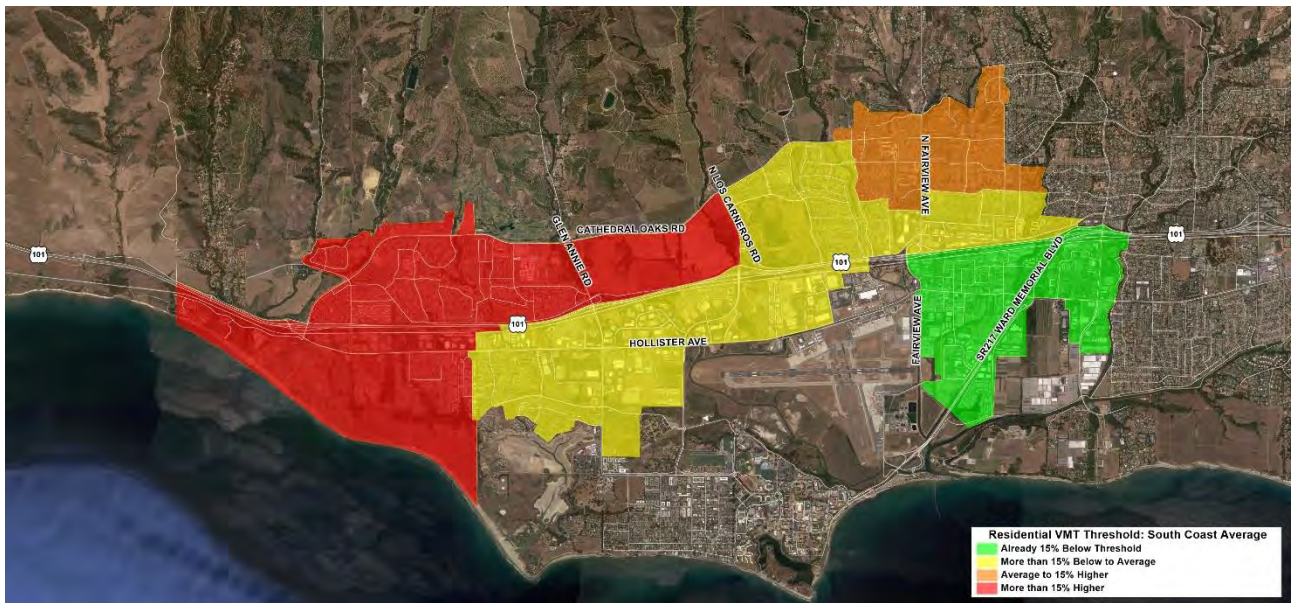 N FAIRVIEW AVE
N LOS CARNEROS RD
GLEN ANNIE RD
CATHEDRAL OAKS RD
101
101
101
101
SR217 WARD MEMORIAL BLVD
HOLLISTER AVE
FAIRVIEW AVE
Residential VMT Threshold: South Coast Average
Already 15% Below Threshold
More than 15% Below to Average
Average to 15% Higher
More than 15% Higher